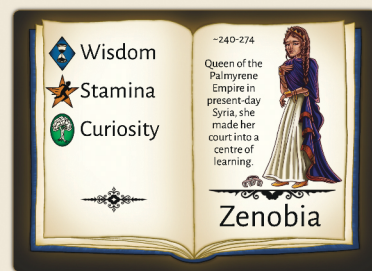 Wisdom
Stamina
Curiosity
~240-274
Queen of the
Palmyrene
Empire in
present-day
Syria, she
made her
court into a
centre of
learning.
Zenobia